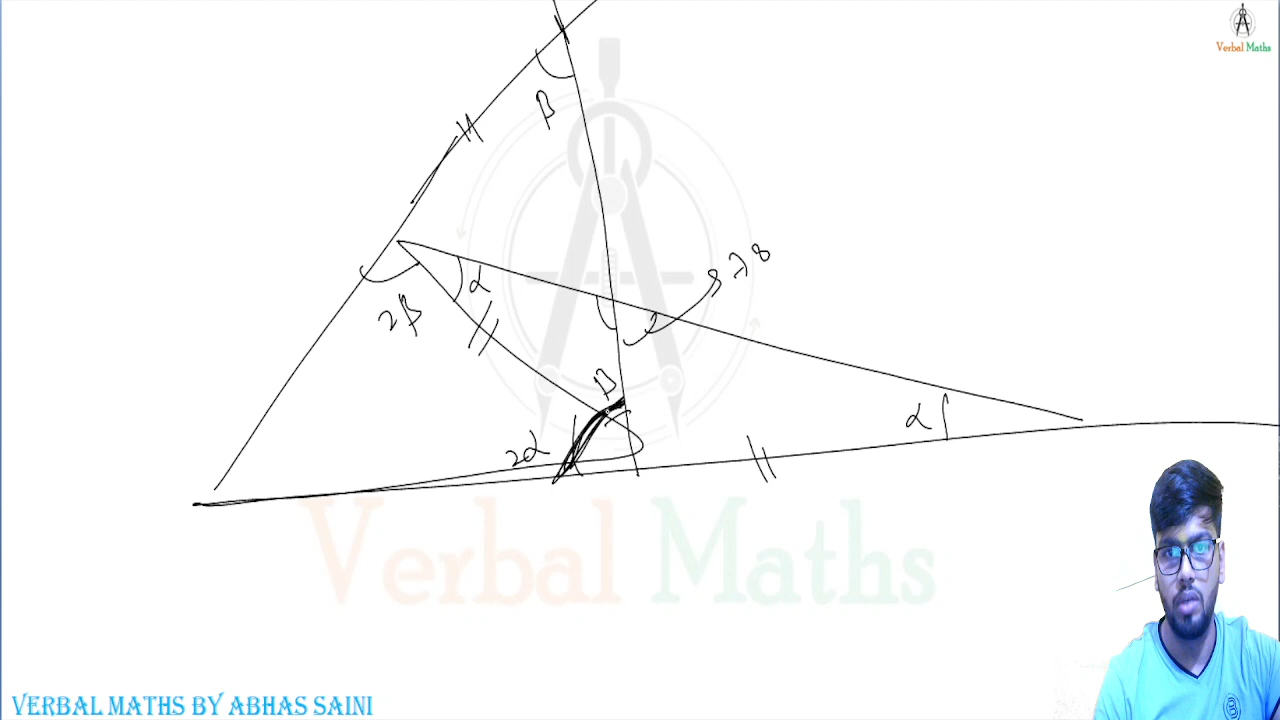 Verbal Maths
β
α
2β
β
α
2α
Verbal Maths
VERBAL MATHS BY ABHAS SAINI